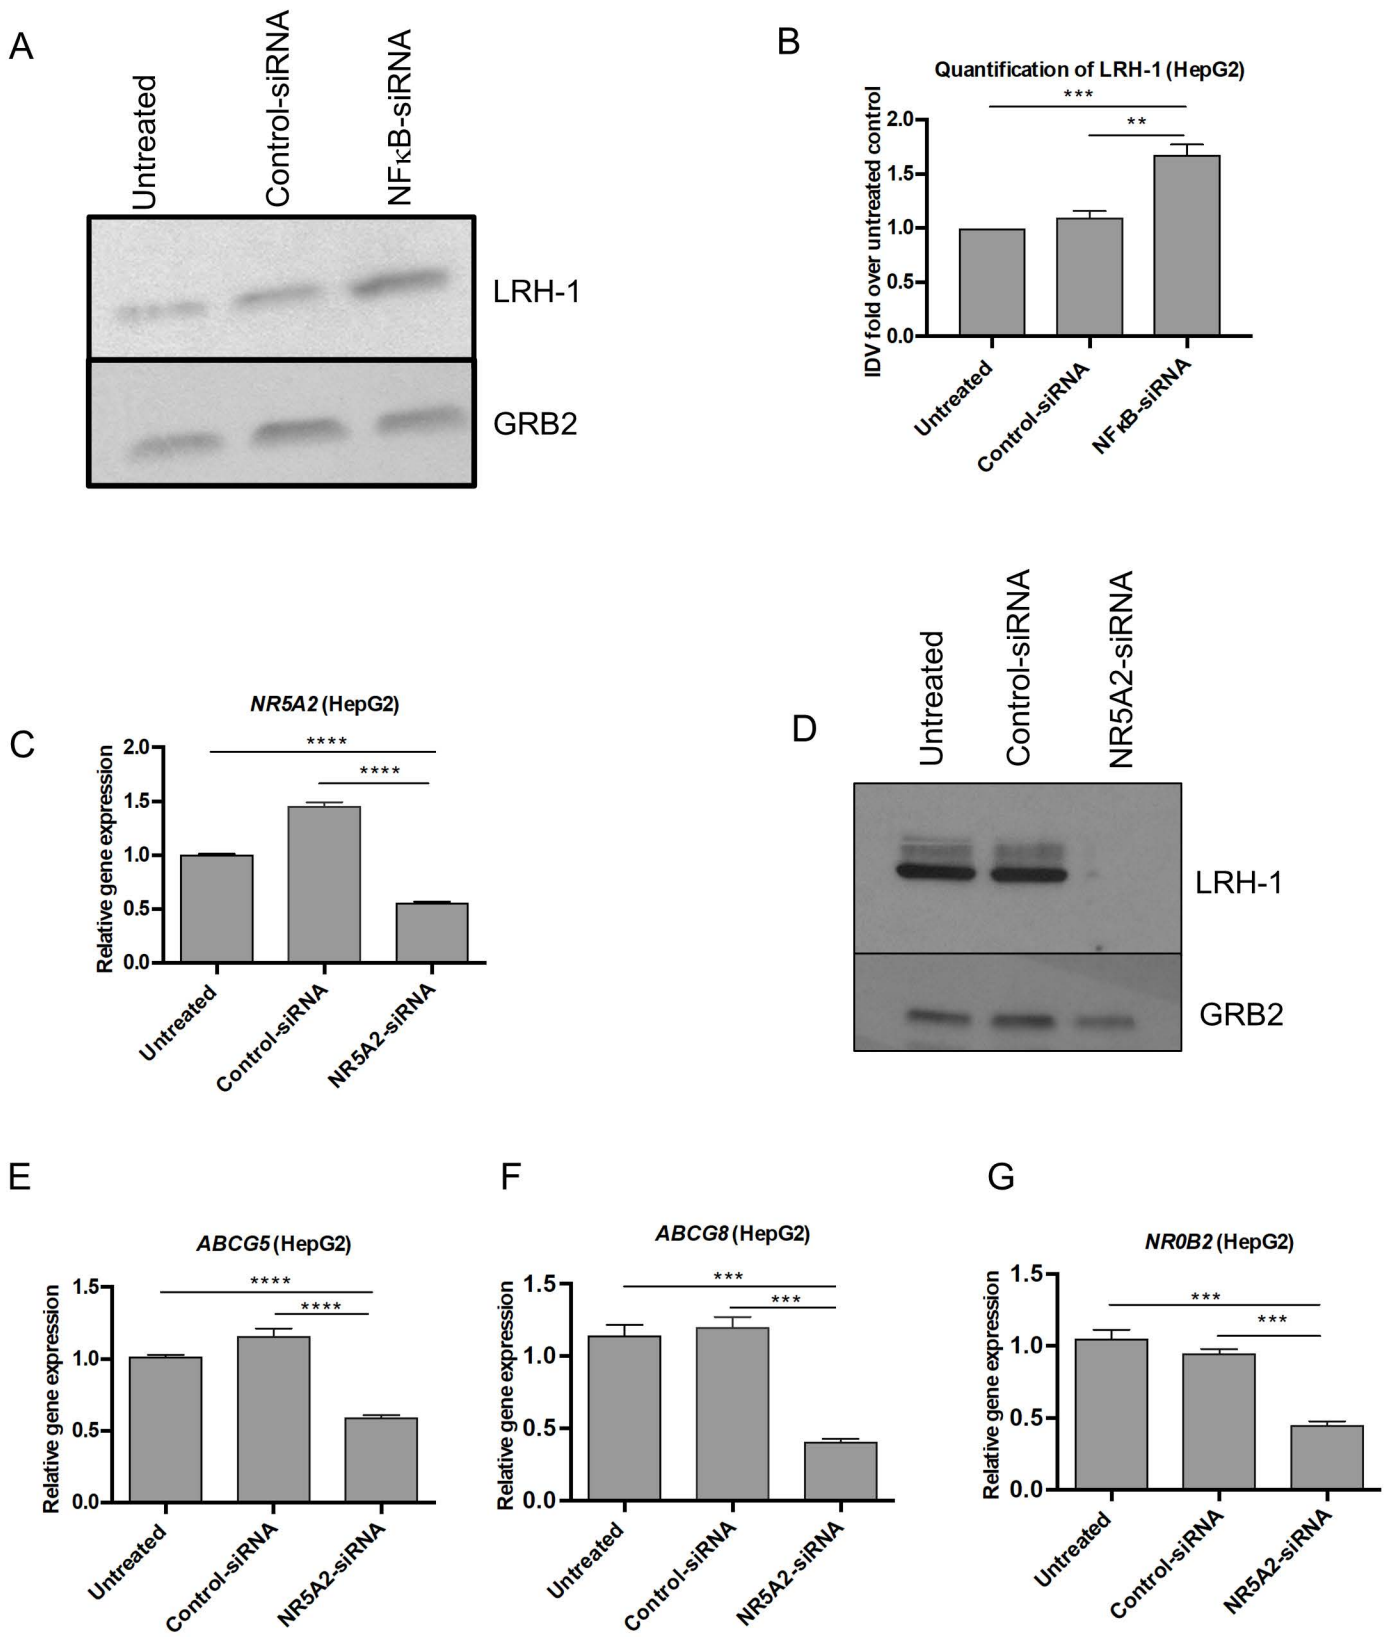 A
Untreated
Control-siRNA
NFκB-siRNA
LRH-1
GRB2
B
Quantification of LRH-1 (HepG2)
IDV fold over untreated control
***
**
2.0
1.5
1.0
0.5
0.0
Untreated
Control-siRNA
NFκB-siRNA
C
NR5A2 (HepG2)
Relative gene expression
****
****
2.0
1.5
1.0
0.5
0.0
Untreated
Control-siRNA
NR5A2-siRNA
D
Untreated
Control-siRNA
NR5A2-siRNA
LRH-1
GRB2
E
ABCG5 (HepG2)
Relative gene expression
****
****
1.5
1.0
0.5
0.0
Untreated
Control-siRNA
NR5A2-siRNA
F
ABCG8 (HepG2)
Relative gene expression
***
***
1.5
1.0
0.5
0.0
Untreated
Control-siRNA
NR5A2-siRNA
G
NR0B2 (HepG2)
Relative gene expression
***
***
1.5
1.0
0.5
0.0
Untreated
Control-siRNA
NR5A2-siRNA